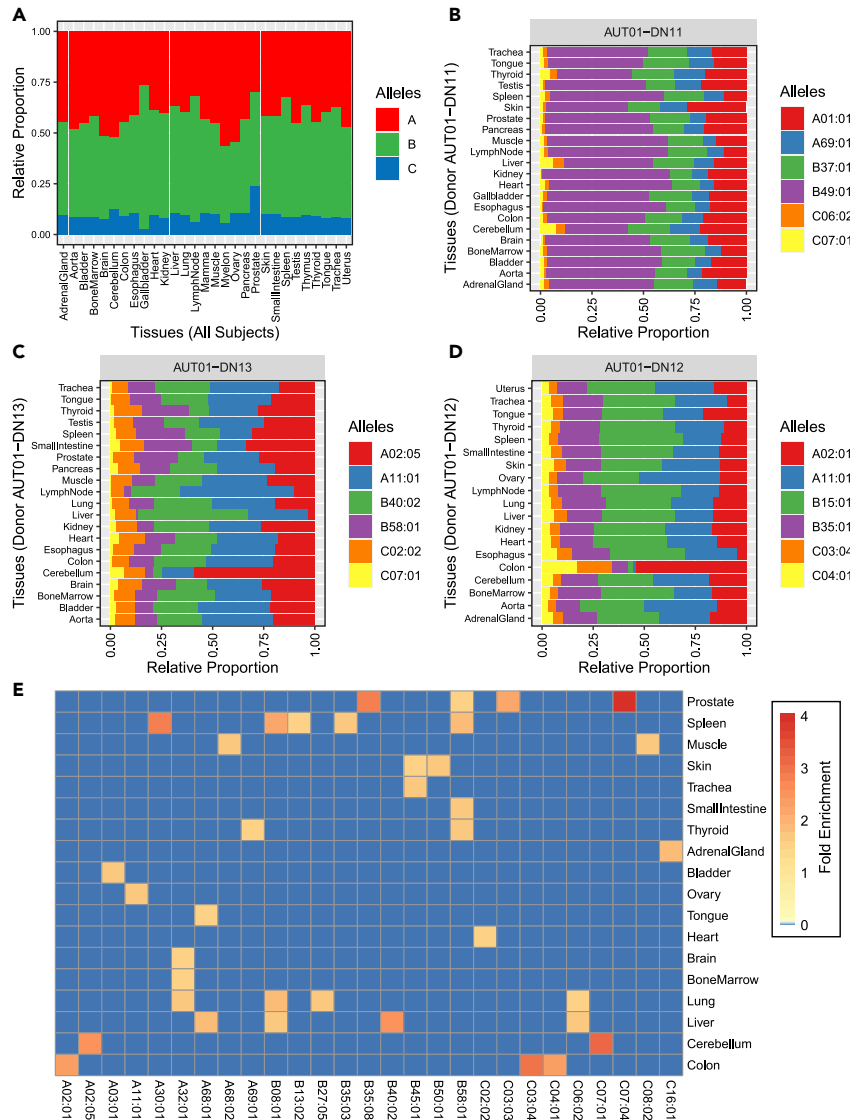 A
1.00
0.75
0.50
0.25
0.00
Relative Proportion
AdrenalGland
Aorta
Bladder
BoneMarrow
Brain
Cerebellum
Colon
Esophagus
Gallbladder
Heart
Kidney
Liver
Lung
LymphNode
Mamma
Muscle
Myelon
Ovary
Pancreas
Prostate
Skin
SmallIntestine
Spleen
Testis
Thymus
Thyroid
Tongue
Trachea
Uterus
Tissues (All Subjects)
Alleles
A
B
C
B
AUT01−DN11
Tissues (Donor AUT01−DN11)
Trachea
Tongue
Thyroid
Testis
Spleen
Skin
Prostate
Pancreas
Muscle
LymphNode
Liver
Kidney
Heart
Gallbladder
Esophagus
Colon
Cerebellum
Brain
BoneMarrow
Bladder
Aorta
AdrenalGland
0.00
0.25
0.50
0.75
1.00
Relative Proportion
Alleles
A01:01
A69:01
B37:01
B49:01
C06:02
C07:01
C
AUT01−DN13
Tissues (Donor AUT01−DN13)
Trachea
Tongue
Thyroid
Testis
Spleen
SmallIntestine
Prostate
Pancreas
Muscle
LymphNode
Lung
Liver
Kidney
Heart
Esophagus
Colon
Cerebellum
Brain
BoneMarrow
Bladder
Aorta
0.00
0.25
0.50
0.75
1.00
Relative Proportion
Alleles
A02:05
A11:01
B40:02
B58:01
C02:02
C07:01
D
AUT01−DN12
Tissues (Donor AUT01−DN12)
Uterus
Trachea
Tongue
Thyroid
Spleen
SmallIntestine
Skin
Ovary
LymphNode
Lung
Liver
Kidney
Heart
Esophagus
Colon
Cerebellum
BoneMarrow
Aorta
AdrenalGland
0.00
0.25
0.50
0.75
1.00
Relative Proportion
Alleles
A02:01
A11:01
B15:01
B35:01
C03:04
C04:01
E
Prostate
Spleen
Muscle
Skin
Trachea
SmallIntestine
Thyroid
AdrenalGland
Bladder
Ovary
Tongue
Heart
Brain
BoneMarrow
Lung
Liver
Cerebellum
Colon
A02:01
A02:05
A03:01
A11:01
A30:01
A32:01
A68:01
A68:02
A69:01
B08:01
B13:02
B27:05
B35:03
B35:08
B40:02
B45:01
B50:01
B58:01
C02:02
C03:03
C03:04
C04:01
C06:02
C07:01
C07:04
C08:02
C16:01
4
3
2
1
0
Fold Enrichment